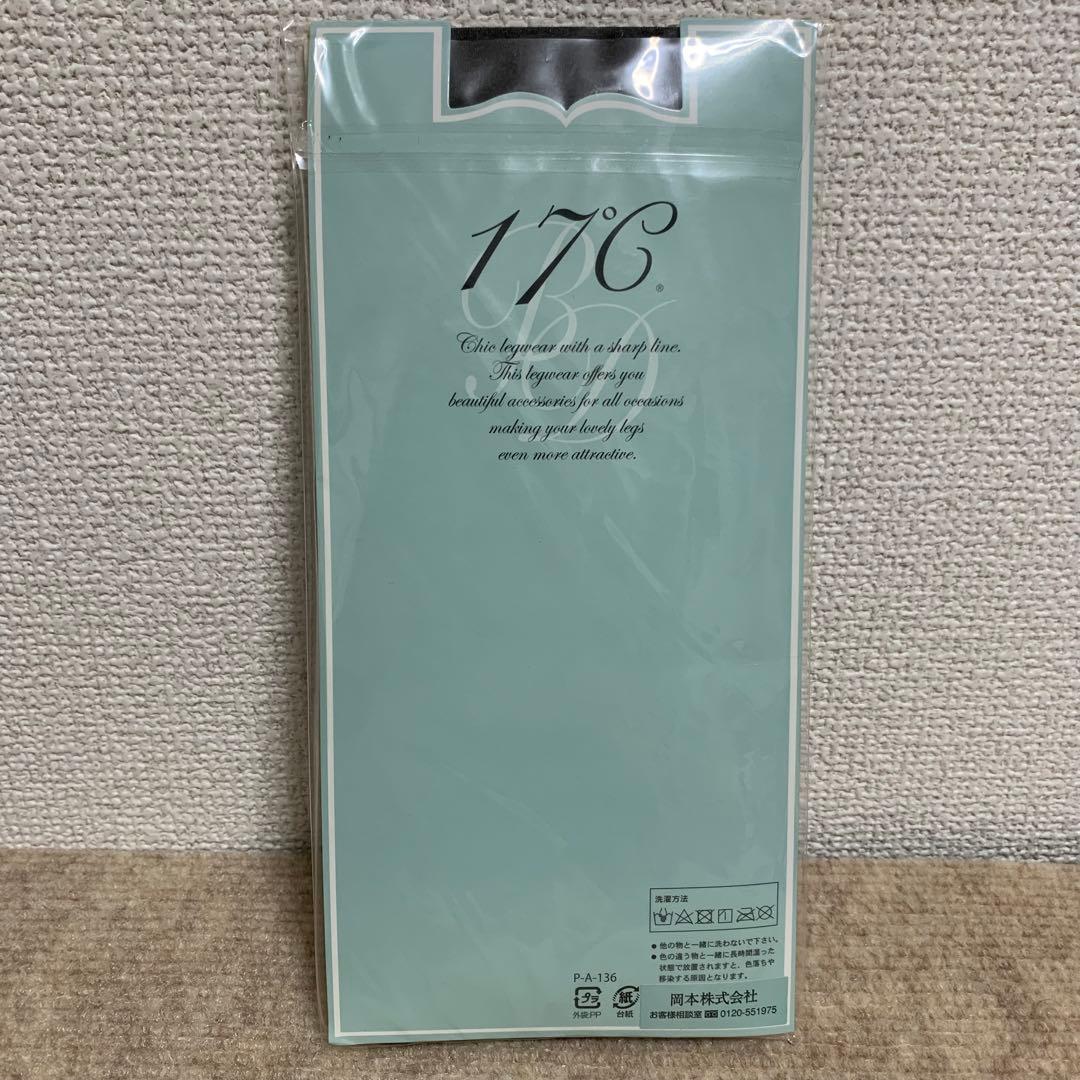 17℃®
Chic legwear with a sharp line.
This legwear offers you
beautiful accessories for all occasions
making your lovely legs
even more attractive.
洗濯方法
● 他の物と一緒に洗わないで下さい。
● 色の違う物と一緒に長時間湿った
状態で放置されますと、色落ちや
移染する原因となります。
P-A-136
プラ
外袋:PP
紙
台紙
岡本株式会社
お客様相談室 0120-551975